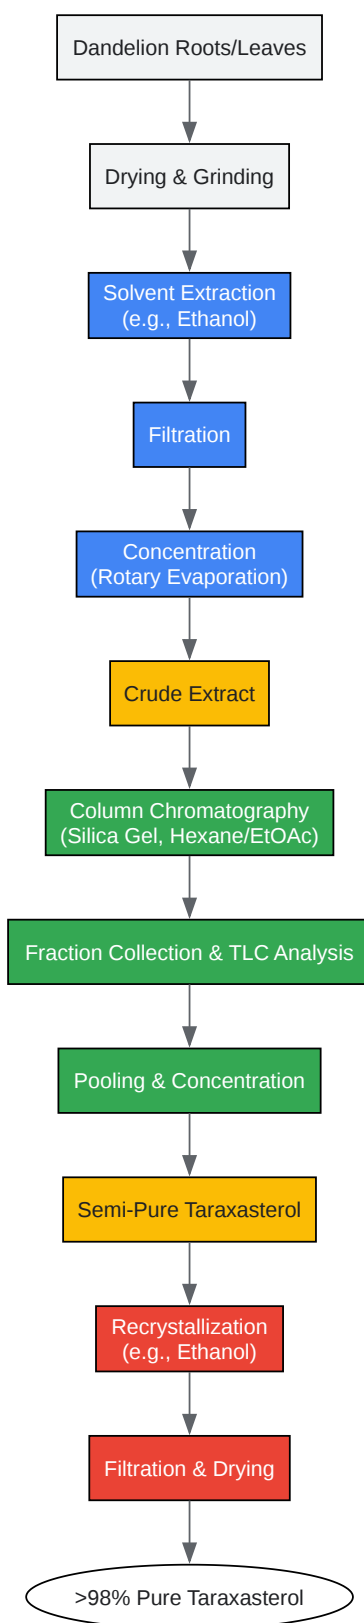 Dandelion Roots/Leaves
Drying & Grinding
Solvent Extraction
(e.g., Ethanol)
Filtration
Concentration
(Rotary Evaporation)
Crude Extract
Column Chromatography
(Silica Gel, Hexane/EtOAc)
Fraction Collection & TLC Analysis
Pooling & Concentration
Semi-Pure Taraxasterol
Recrystallization
(e.g., Ethanol)
Filtration & Drying
>98% Pure Taraxasterol